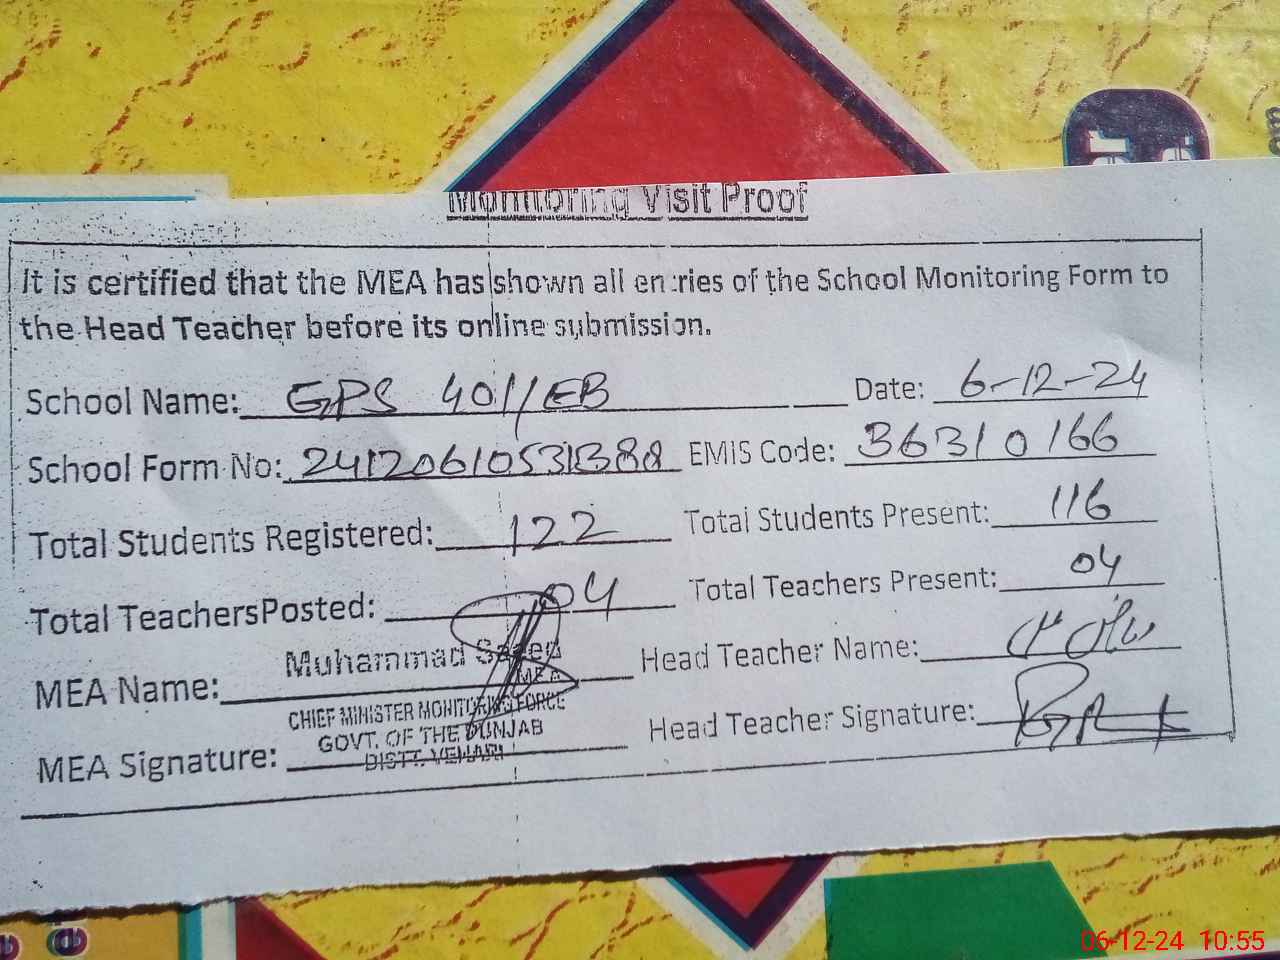 Monitoring Visit Proof
It is certified that the MEA has shown all entries of the School Monitoring Form to
the Head Teacher before its online submission.
School Name: GPS 401/EB Date: 6-12-24
School Form No: EMIS Code: 36310166
Total Students Registered: 122 Total Students Present: 116
Total TeachersPosted: 04 Total Teachers Present: 04
MEA Name: Muhammad Saeed Head Teacher Name:
MEA
CHIEF MINISTER MONITORING FORCE
GOVT. OF THE PUNJAB
DISTT. VEHARI
MEA Signature: Head Teacher Signature:
06-12-24 10:55